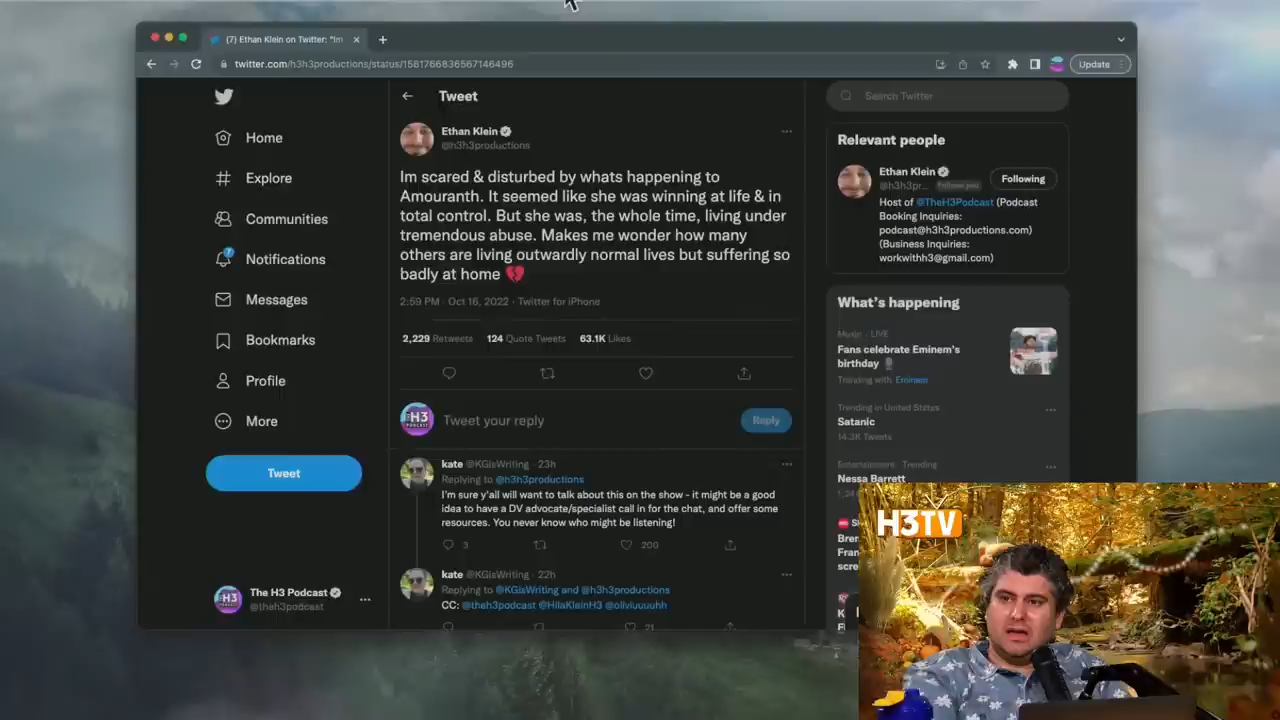 (7) Ethan Klein on Twitter: "Im
twitter.com/h3h3productions/status/1581766836567146496
Update
Home
Explore
Communities
7
Notifications
Messages
Bookmarks
Profile
More
Tweet
The H3 Podcast
@theh3podcast
Tweet
Ethan Klein
@h3h3productions
Im scared & disturbed by whats happening to
Amouranth. It seemed like she was winning at life & in
total control. But she was, the whole time, living under
tremendous abuse. Makes me wonder how many
others are living outwardly normal lives but suffering so
badly at home 💔
2:59 PM · Oct 16, 2022 · Twitter for iPhone
2,229 Retweets 124 Quote Tweets 63.1K Likes
H3
PODCAST
Tweet your reply
Reply
kate @KGisWriting · 23h
Replying to @h3h3productions
I'm sure y'all will want to talk about this on the show - it might be a good
idea to have a DV advocate/specialist call in for the chat, and offer some
resources. You never know who might be listening!
3 200
kate @KGisWriting · 22h
Replying to @KGisWriting and @h3h3productions
CC: @theh3podcast @HilaKleinH3 @oliviuuuuhh
21
Search Twitter
Relevant people
Ethan Klein
@h3h3pr... Follows you
Following
Host of @TheH3Podcast (Podcast
Booking Inquiries:
podcast@h3h3productions.com)
(Business Inquiries:
workwithh3@gmail.com)
What's happening
Music · LIVE
Fans celebrate Eminem's
birthday
Trending with Eminem
Trending in United States
Satanic
14.3K Tweets
Entertainment · Trending
Nessa Barrett
H3TV